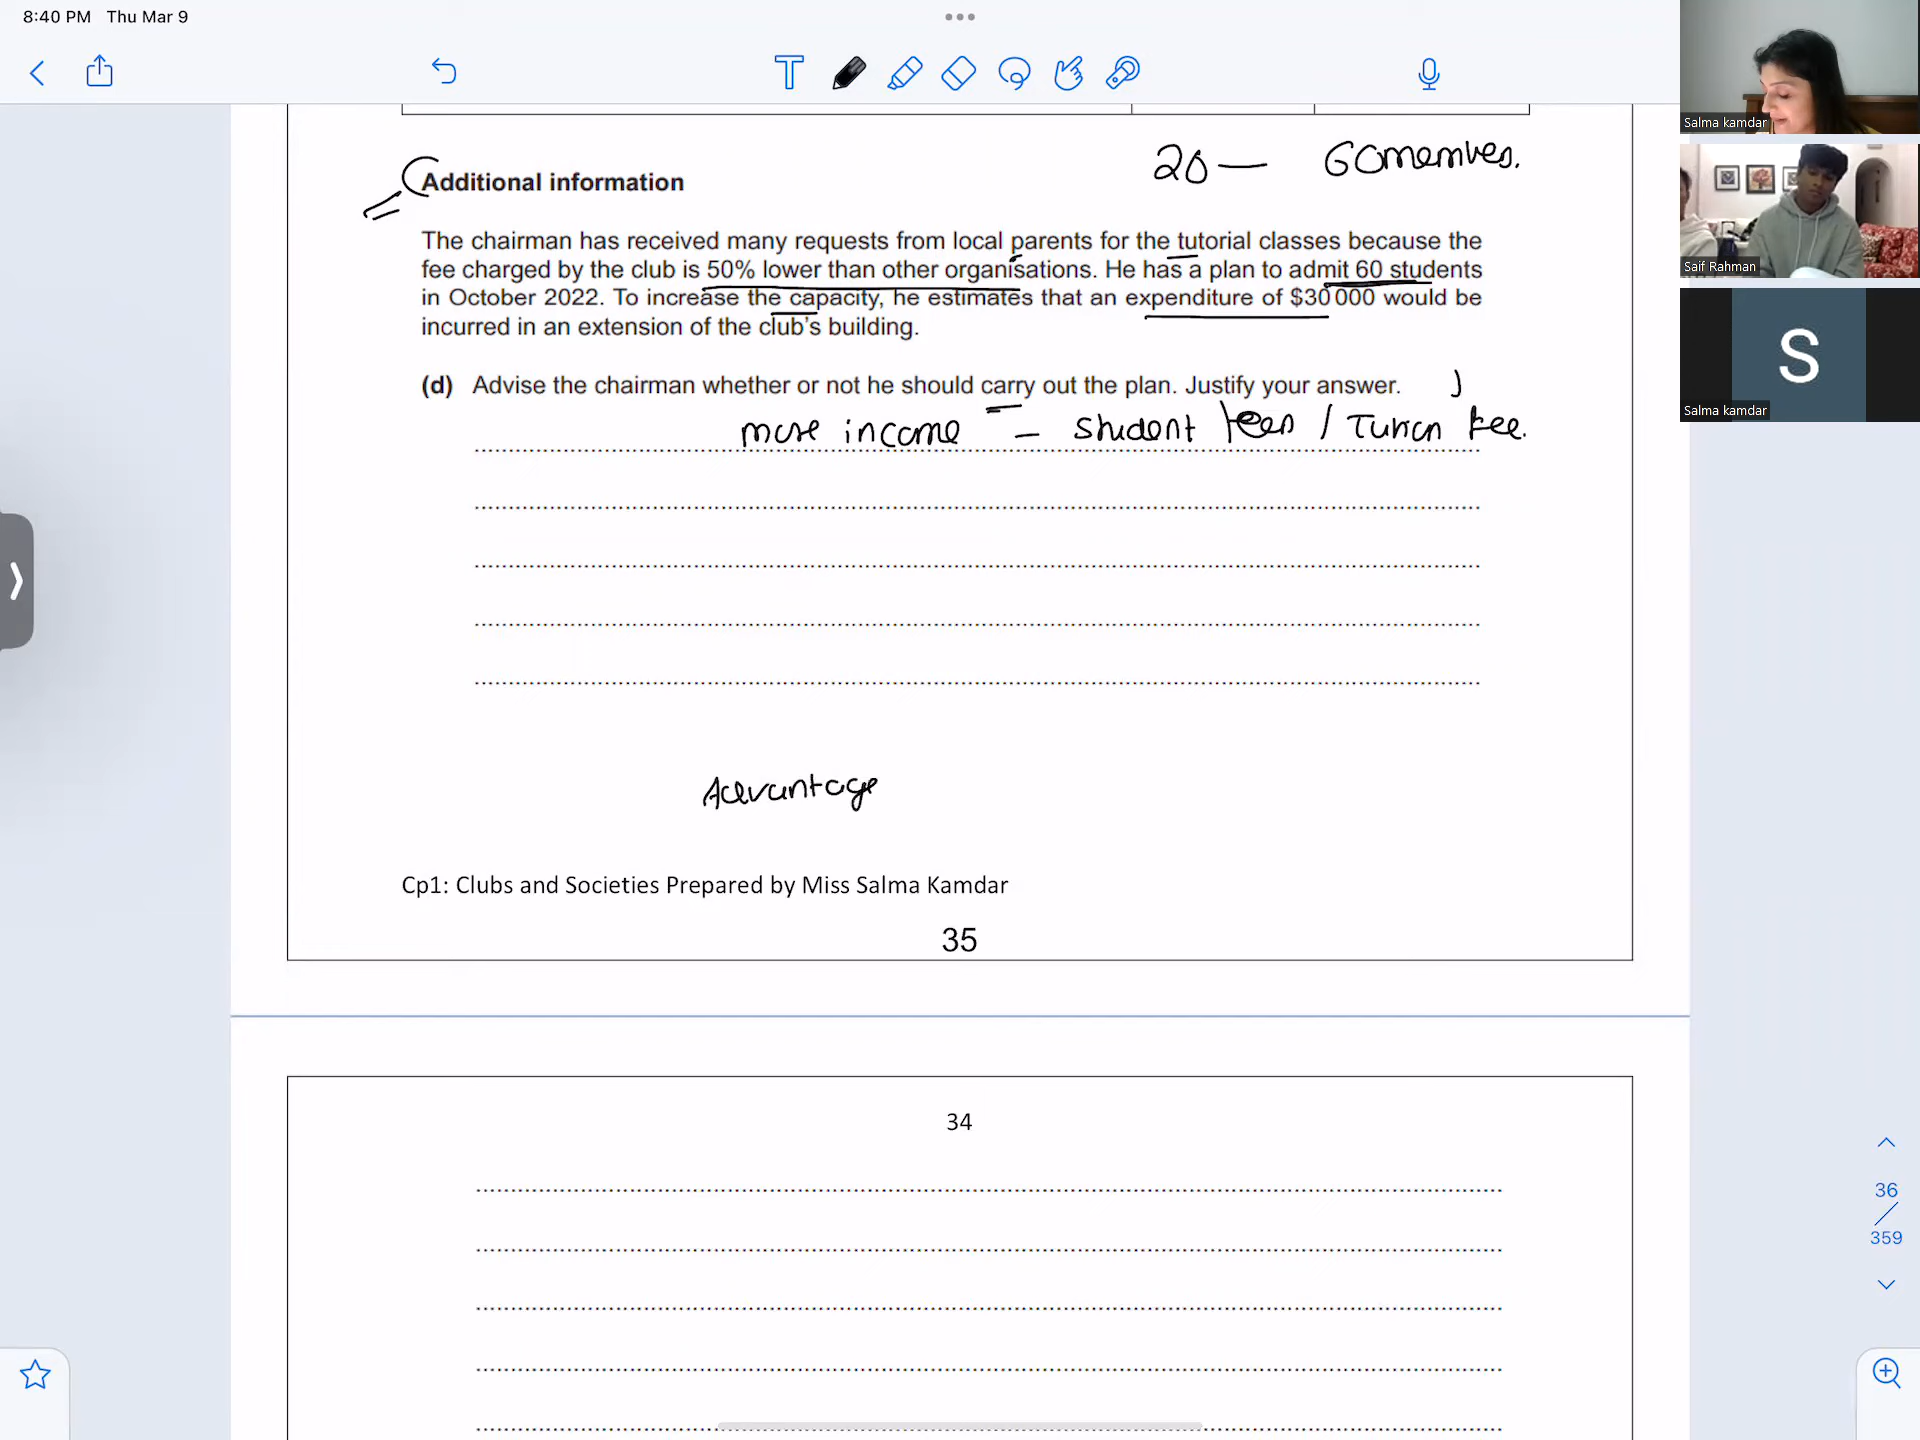 8:40 PM Thu Mar 9
Salma kamdar
20 — 60 members.
Additional information
The chairman has received many requests from local parents for the tutorial classes because the
fee charged by the club is 50% lower than other organisations. He has a plan to admit 60 students
in October 2022. To increase the capacity, he estimates that an expenditure of $30 000 would be
incurred in an extension of the club's building.
Saif Rahman
S
Salma kamdar
(d) Advise the chairman whether or not he should carry out the plan. Justify your answer.
more income — student fees / Tuition fee.
Advantage
Cp1: Clubs and Societies Prepared by Miss Salma Kamdar
35
34
36
359